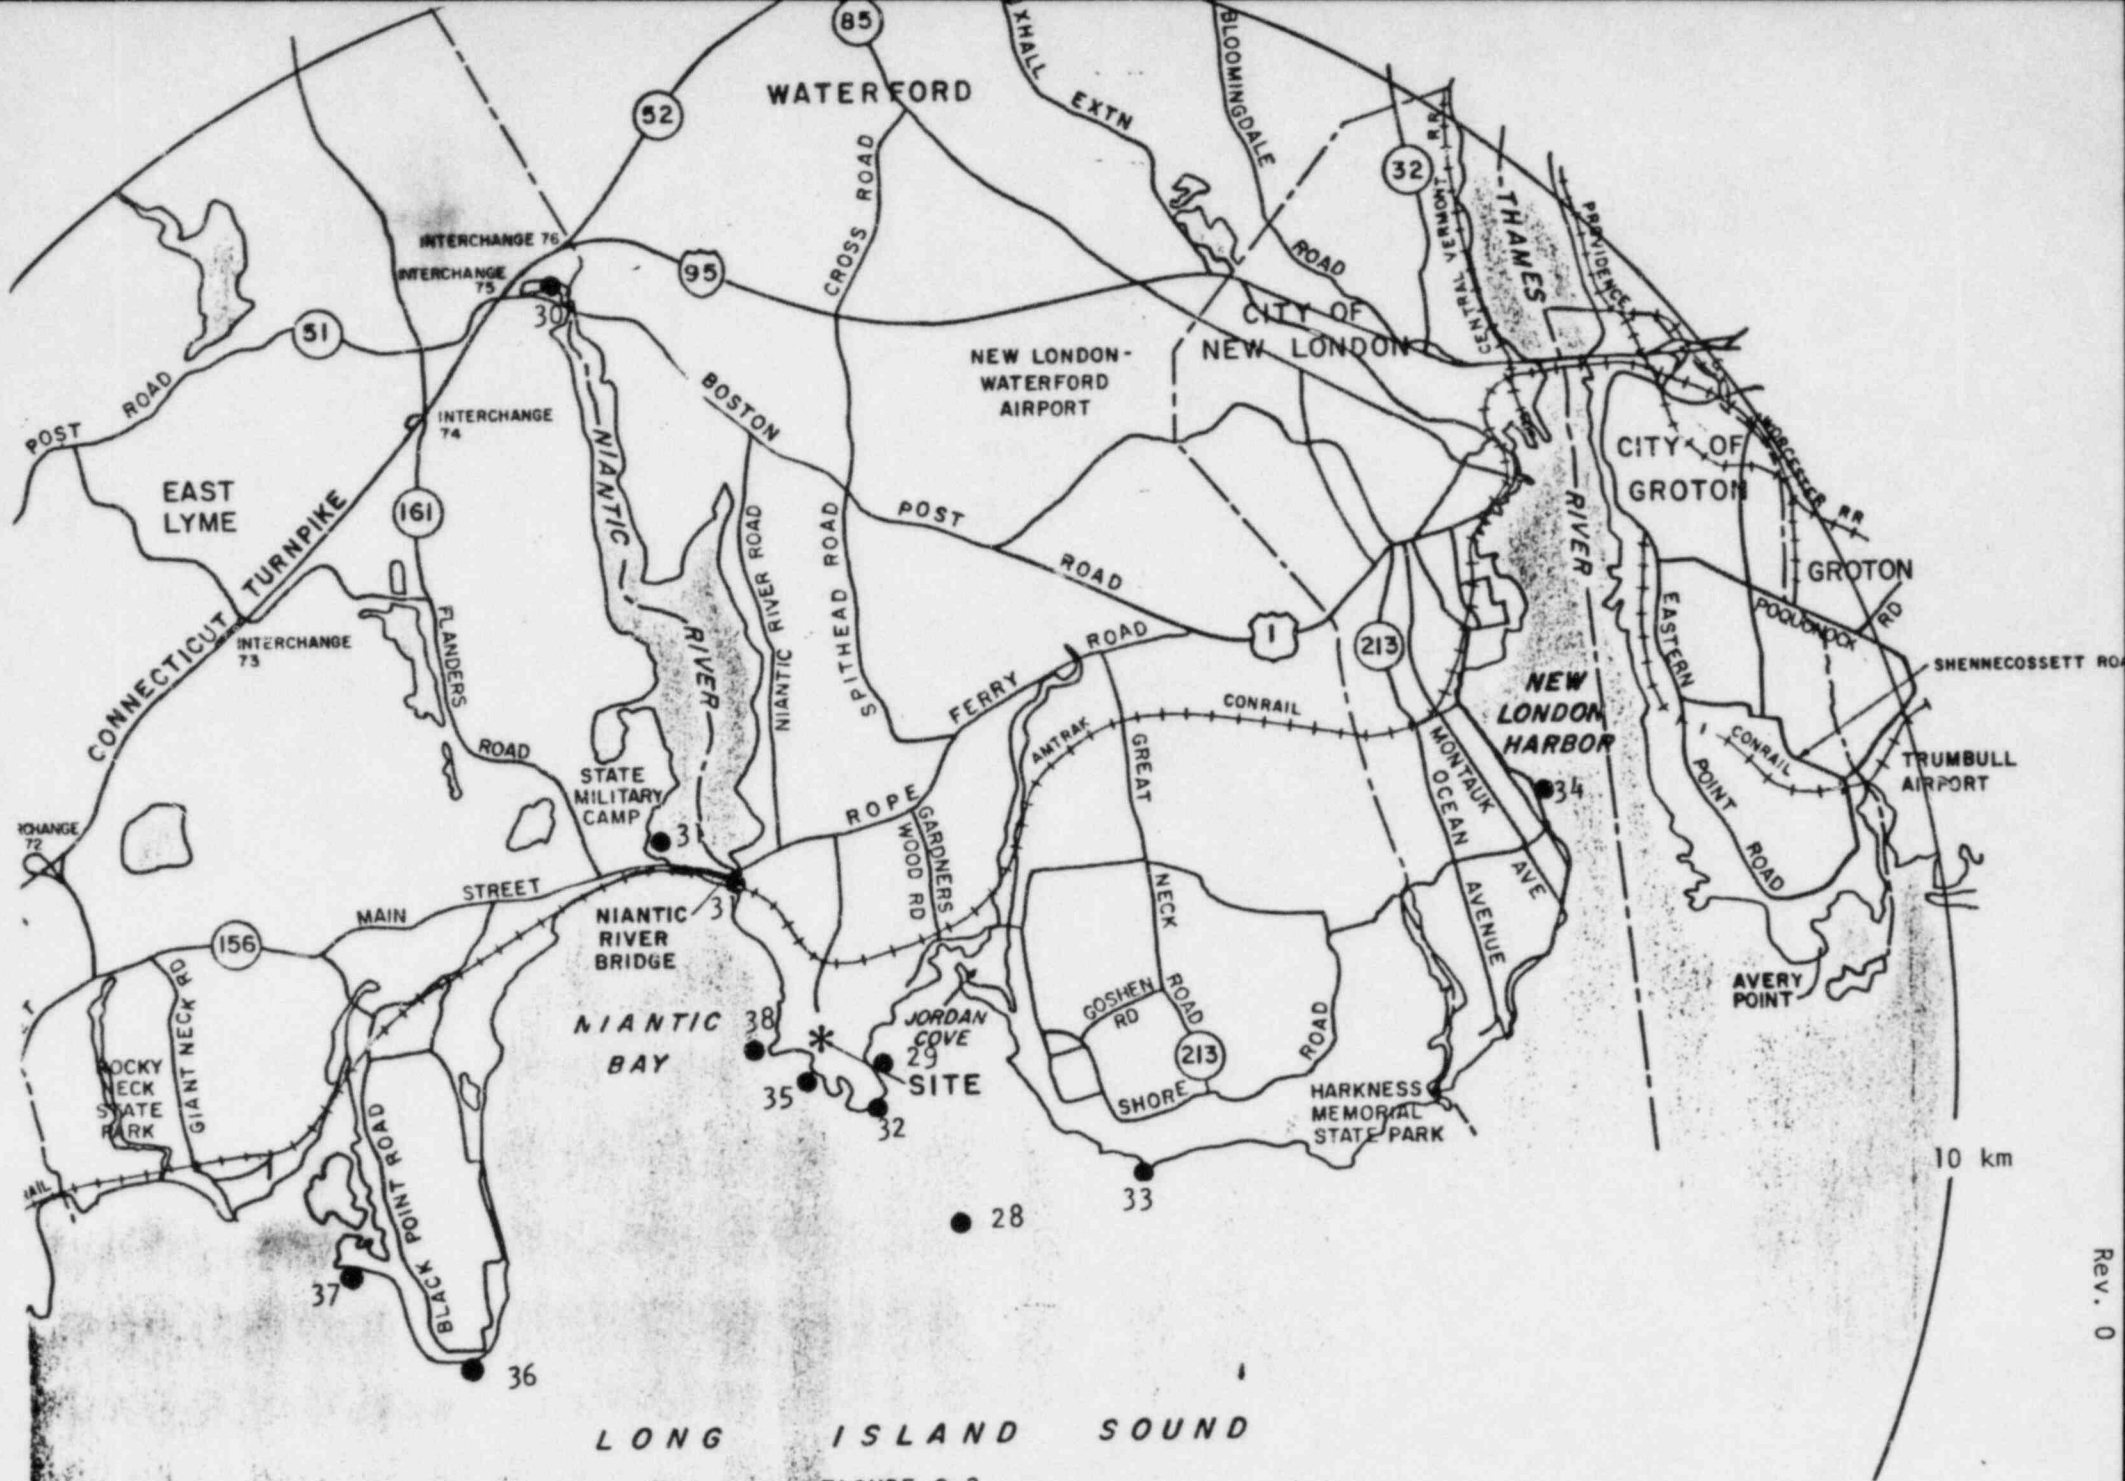 85
XHALL
EXTN
BLOOMINGDALE
ROAD
WATERFORD
52
32
CENTRAL VERMONT RR
THAMES
RIVER
PROVIDENCE
WORCESTER RR
CROSS ROAD
INTERCHANGE 76
INTERCHANGE
75
95
30
51
CITY OF
NEW LONDON
NEW LONDON-
WATERFORD
AIRPORT
POST
ROAD
INTERCHANGE
74
BOSTON
POST
ROAD
NIANTIC
RIVER
CITY OF
GROTON
EAST
LYME
161
CONNECTICUT TURNPIKE
NIANTIC RIVER ROAD
SPITHEAD ROAD
GROTON
POQUONOCK
RD
EASTERN
POINT
ROAD
INTERCHANGE
73
FLANDERS
ROAD
1
213
SHENNECOSSETT ROA
ROPE
FERRY
ROAD
AMTRAK
CONRAIL
GREAT
NECK
ROAD
NEW
LONDON
HARBOR
MONTAUK
AVE
OCEAN
AVENUE
CONRAIL
TRUMBULL
AIRPORT
STATE
MILITARY
CAMP
34
31
RCHANGE
72
GARDNERS
WOOD RD
MAIN
STREET
31
NIANTIC
RIVER
BRIDGE
156
GIANT NECK RD
AVERY
POINT
GOSHEN
RD
NIANTIC
BAY
38
*
JORDAN
COVE
29
SITE
213
SHORE
ROAD
ROCKY
NECK
STATE
PARK
35
32
HARKNESS
MEMORIAL
STATE PARK
10 km
AIL
BLACK POINT ROAD
33
28
37
36
Rev. 0
LONG ISLAND SOUND